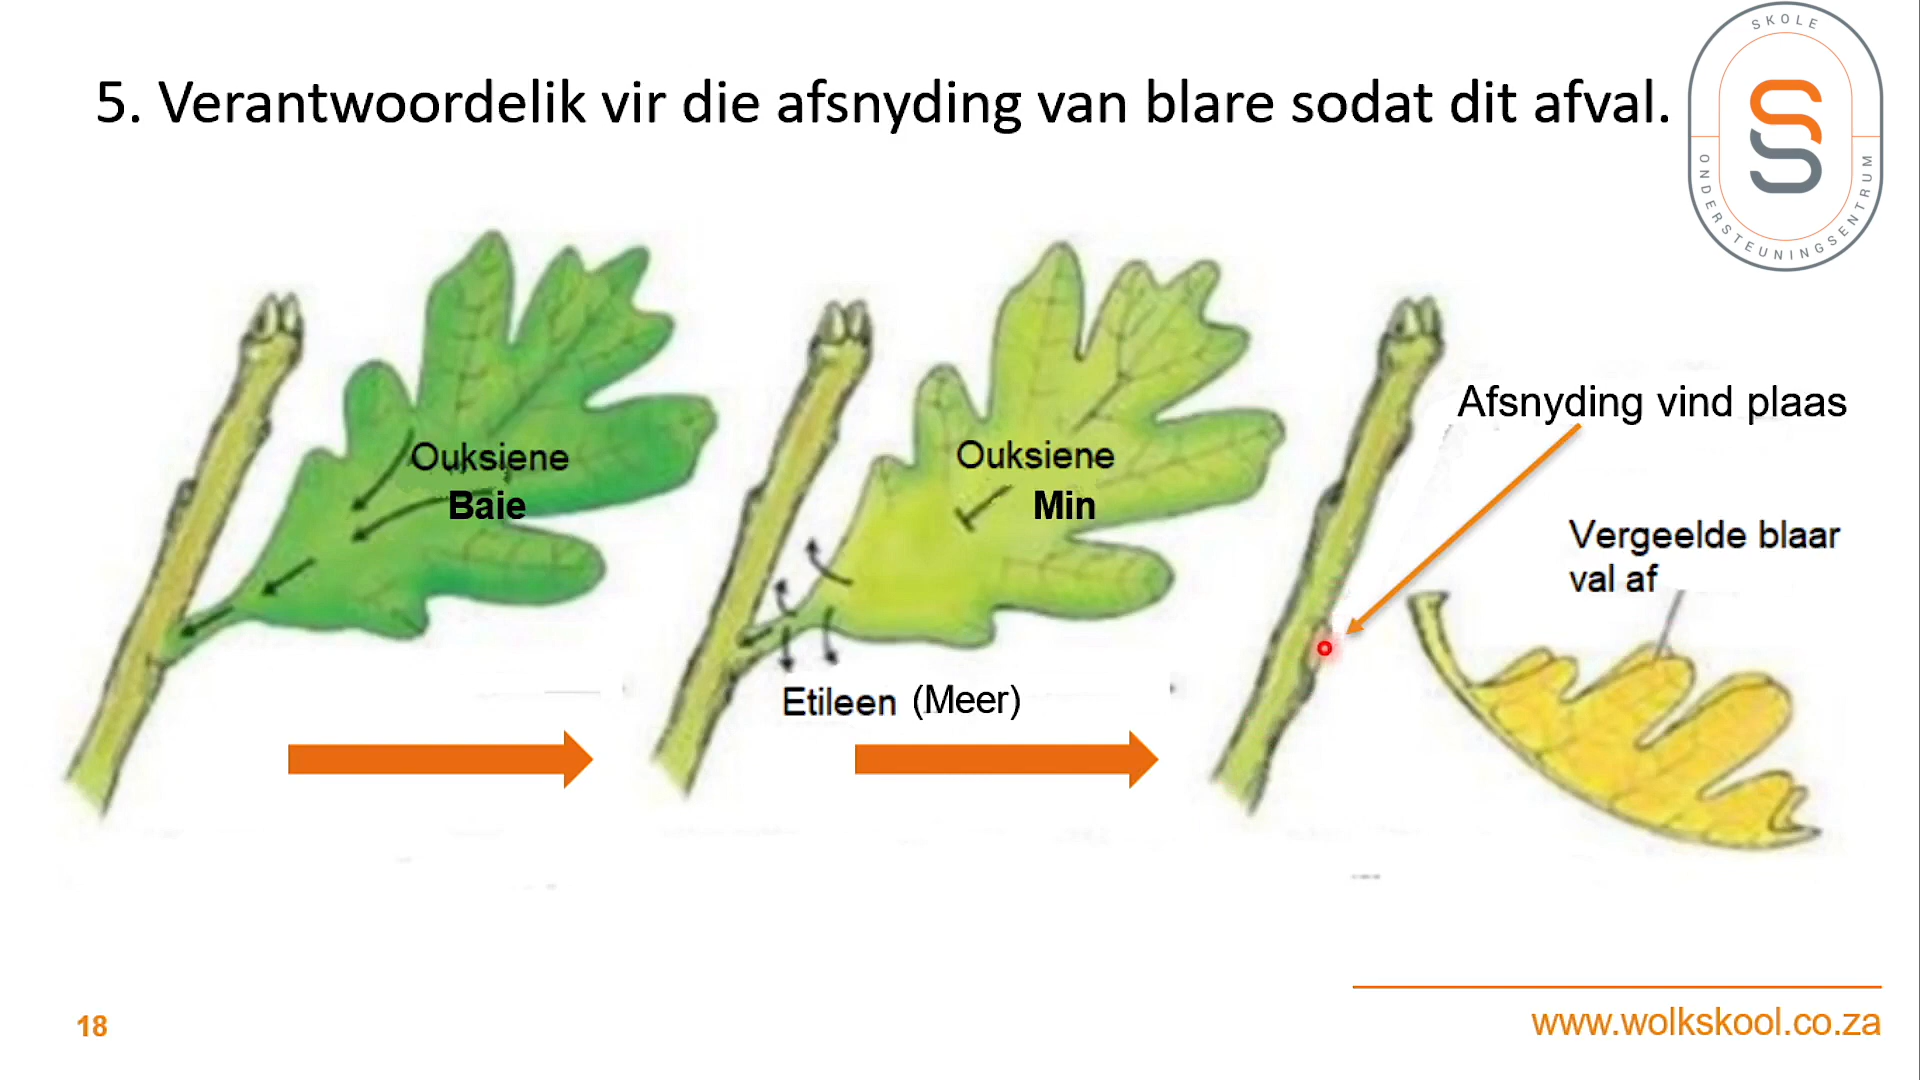 SKOLE
ONDERSTEUNINGSENTRUM
5. Verantwoordelik vir die afsnyding van blare sodat dit afval.
Ouksiene
Baie
Ouksiene
Min
Etileen (Meer)
Afsnyding vind plaas
Vergeelde blaar
val af
18
www.wolkskool.co.za